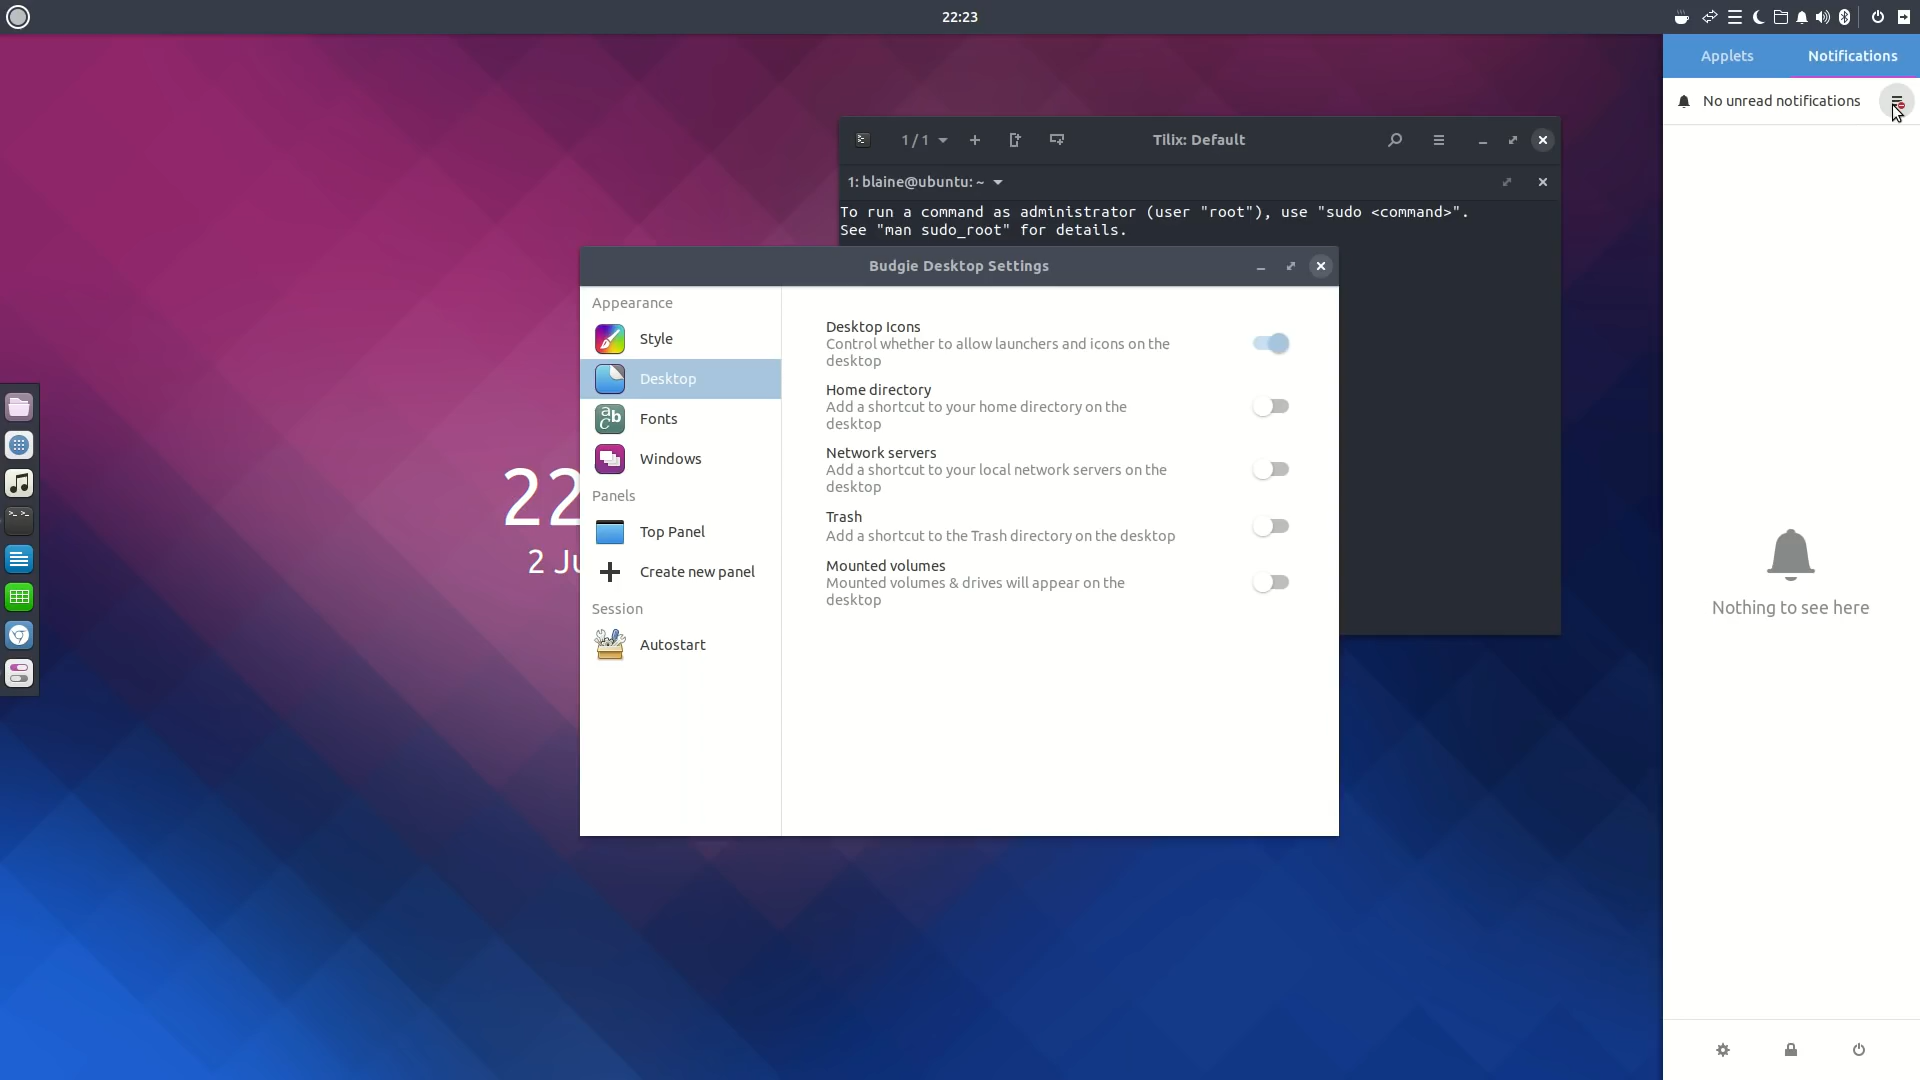 22:23
Applets
Notifications
No unread notifications
1 / 1
Tilix: Default
1: blaine@ubuntu: ~
To run a command as administrator (user "root"), use "sudo <command>".
See "man sudo_root" for details.
Budgie Desktop Settings
Appearance
Style
Desktop
Fonts
Windows
Panels
Top Panel
Create new panel
Session
Autostart
Desktop Icons
Control whether to allow launchers and icons on the
desktop
Home directory
Add a shortcut to your home directory on the
desktop
Network servers
Add a shortcut to your local network servers on the
desktop
Trash
Add a shortcut to the Trash directory on the desktop
Mounted volumes
Mounted volumes & drives will appear on the
desktop
22
2 Ju
Nothing to see here